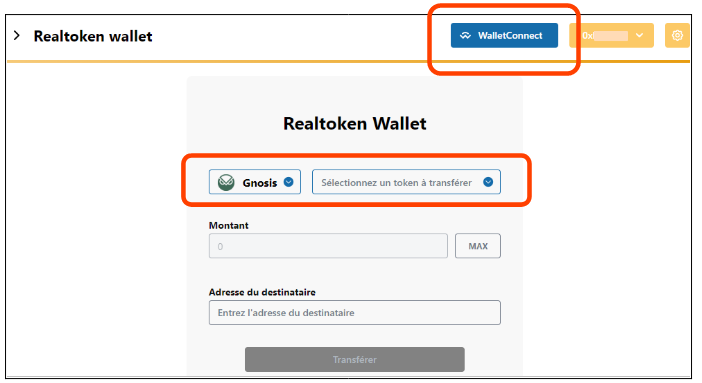 Realtoken wallet
WalletConnect
0x
Realtoken Wallet
Gnosis
Sélectionnez un token à transférer
Montant
0
MAX
Adresse du destinataire
Entrez l'adresse du destinataire
Transférer